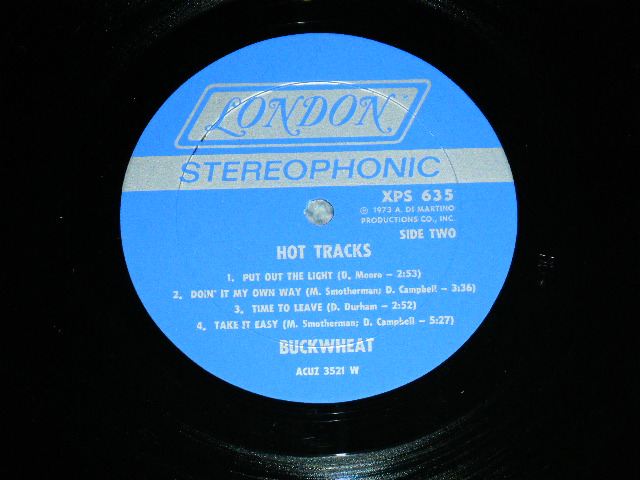 LONDON
STEREOPHONIC
XPS 635
℗ 1973 A. DI MARTINO
PRODUCTIONS CO., INC.
SIDE TWO
HOT TRACKS
1. PUT OUT THE LIGHT (D. Moore – 2:53)
2. DOIN' IT MY OWN WAY (M. Smotherman; D. Campbell – 3:36)
3. TIME TO LEAVE (D. Durham – 2:52)
4. TAKE IT EASY (M. Smotherman; D. Campbell – 5:27)
BUCKWHEAT
ACUZ 3521 W